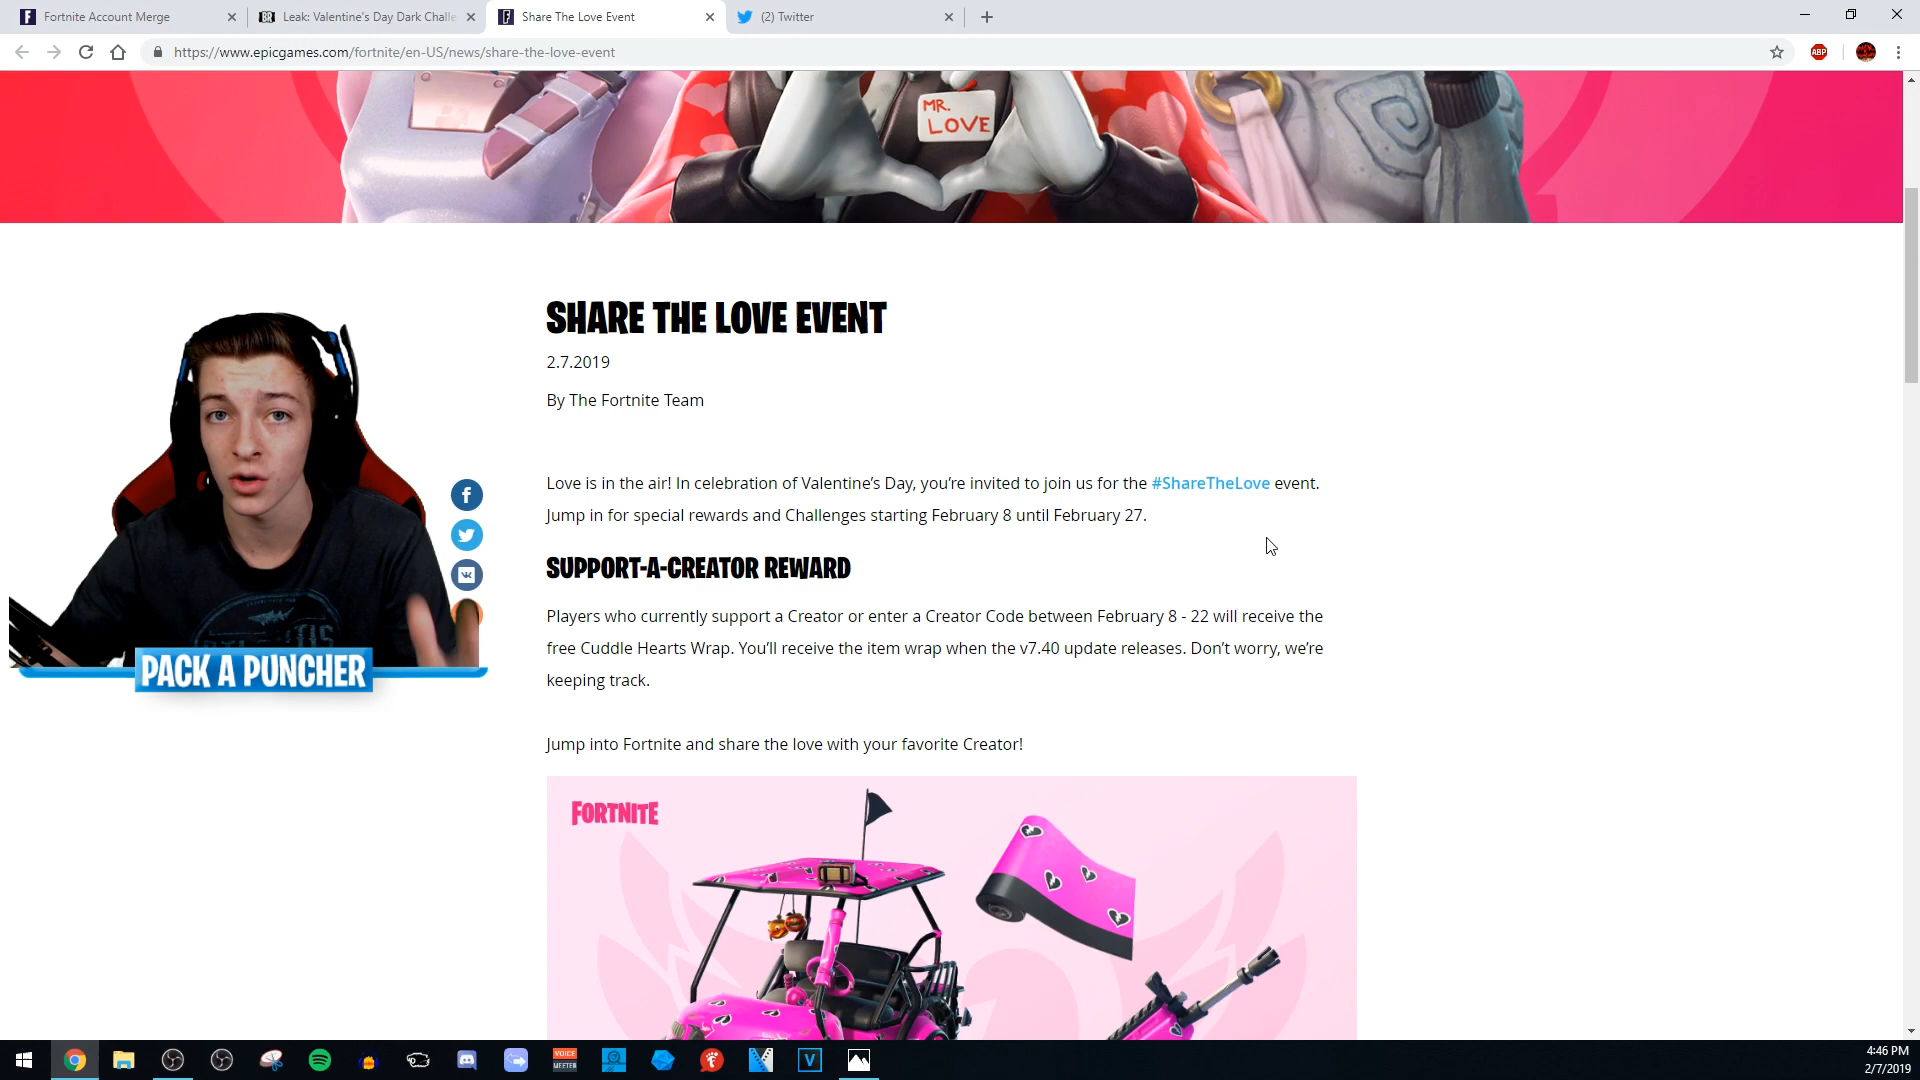 Fortnite Account Merge
Leak: Valentine's Day Dark Challe
Share The Love Event
(2) Twitter
https://www.epicgames.com/fortnite/en-US/news/share-the-love-event
ABP
MR.
LOVE
SHARE THE LOVE EVENT
2.7.2019
By The Fortnite Team
Love is in the air! In celebration of Valentine's Day, you're invited to join us for the #ShareTheLove event.
Jump in for special rewards and Challenges starting February 8 until February 27.
SUPPORT-A-CREATOR REWARD
Players who currently support a Creator or enter a Creator Code between February 8 - 22 will receive the
free Cuddle Hearts Wrap. You'll receive the item wrap when the v7.40 update releases. Don't worry, we're
keeping track.
Jump into Fortnite and share the love with your favorite Creator!
PACK A PUNCHER
FORTNITE
VOICE
MEETER
4:46 PM
2/7/2019